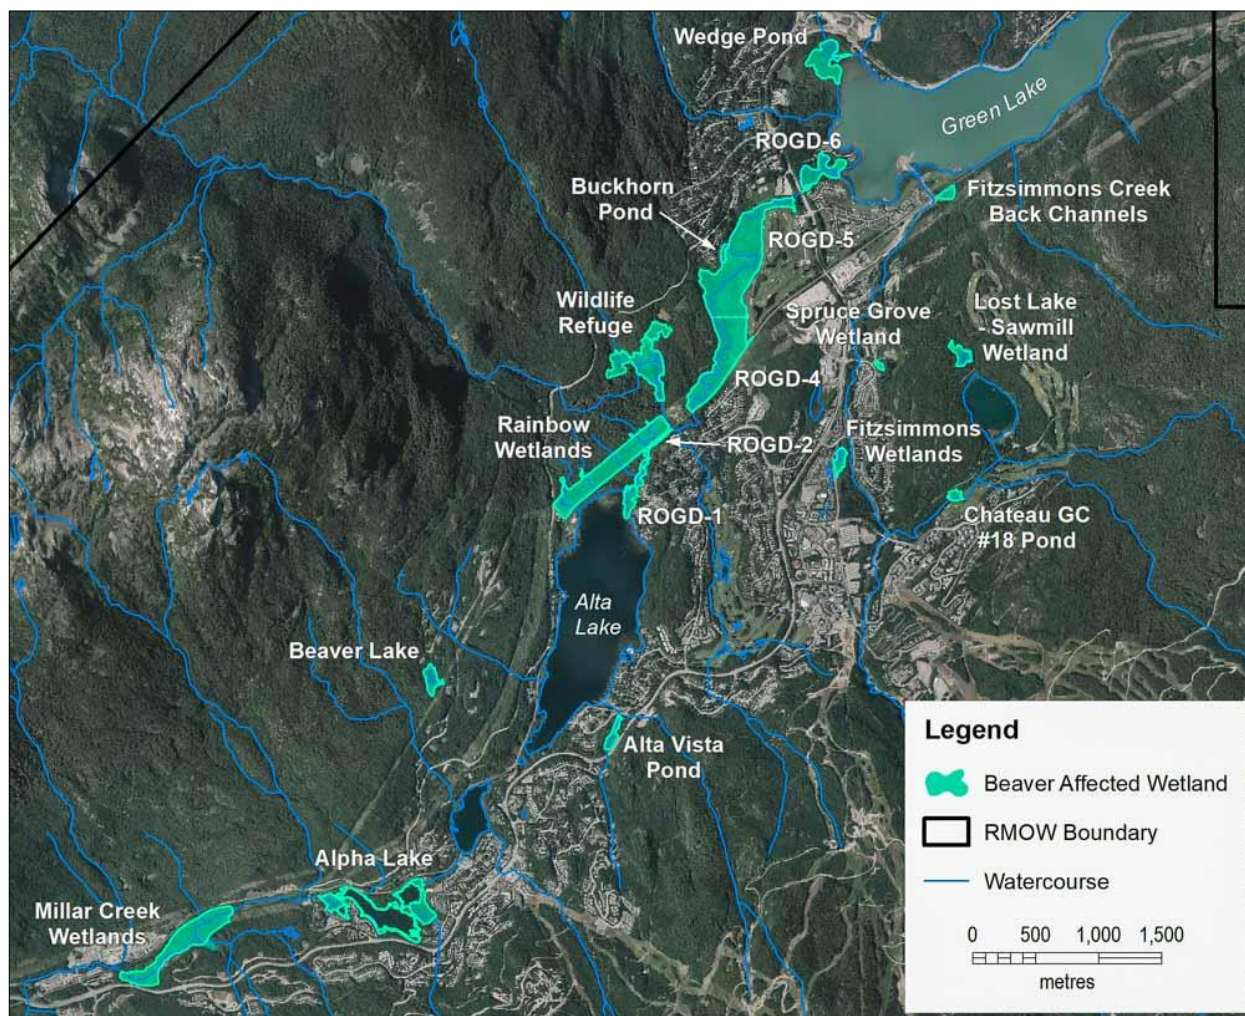 Wedge Pond
Green Lake
ROGD-6
Buckhorn
Pond
Fitzsimmons Creek
Back Channels
ROGD-5
Wildlife
Refuge
Spruce Grove
Wetland
Lost Lake
- Sawmill
Wetland
ROGD-4
Rainbow
Wetlands
ROGD-2
Fitzsimmons
Wetlands
ROGD-1
Chateau GC
#18 Pond
Alta
Lake
Beaver Lake
Alta Vista
Pond
Alpha Lake
Millar Creek
Wetlands
Legend
Beaver Affected Wetland
RMOW Boundary
Watercourse
0 500 1,000 1,500
metres